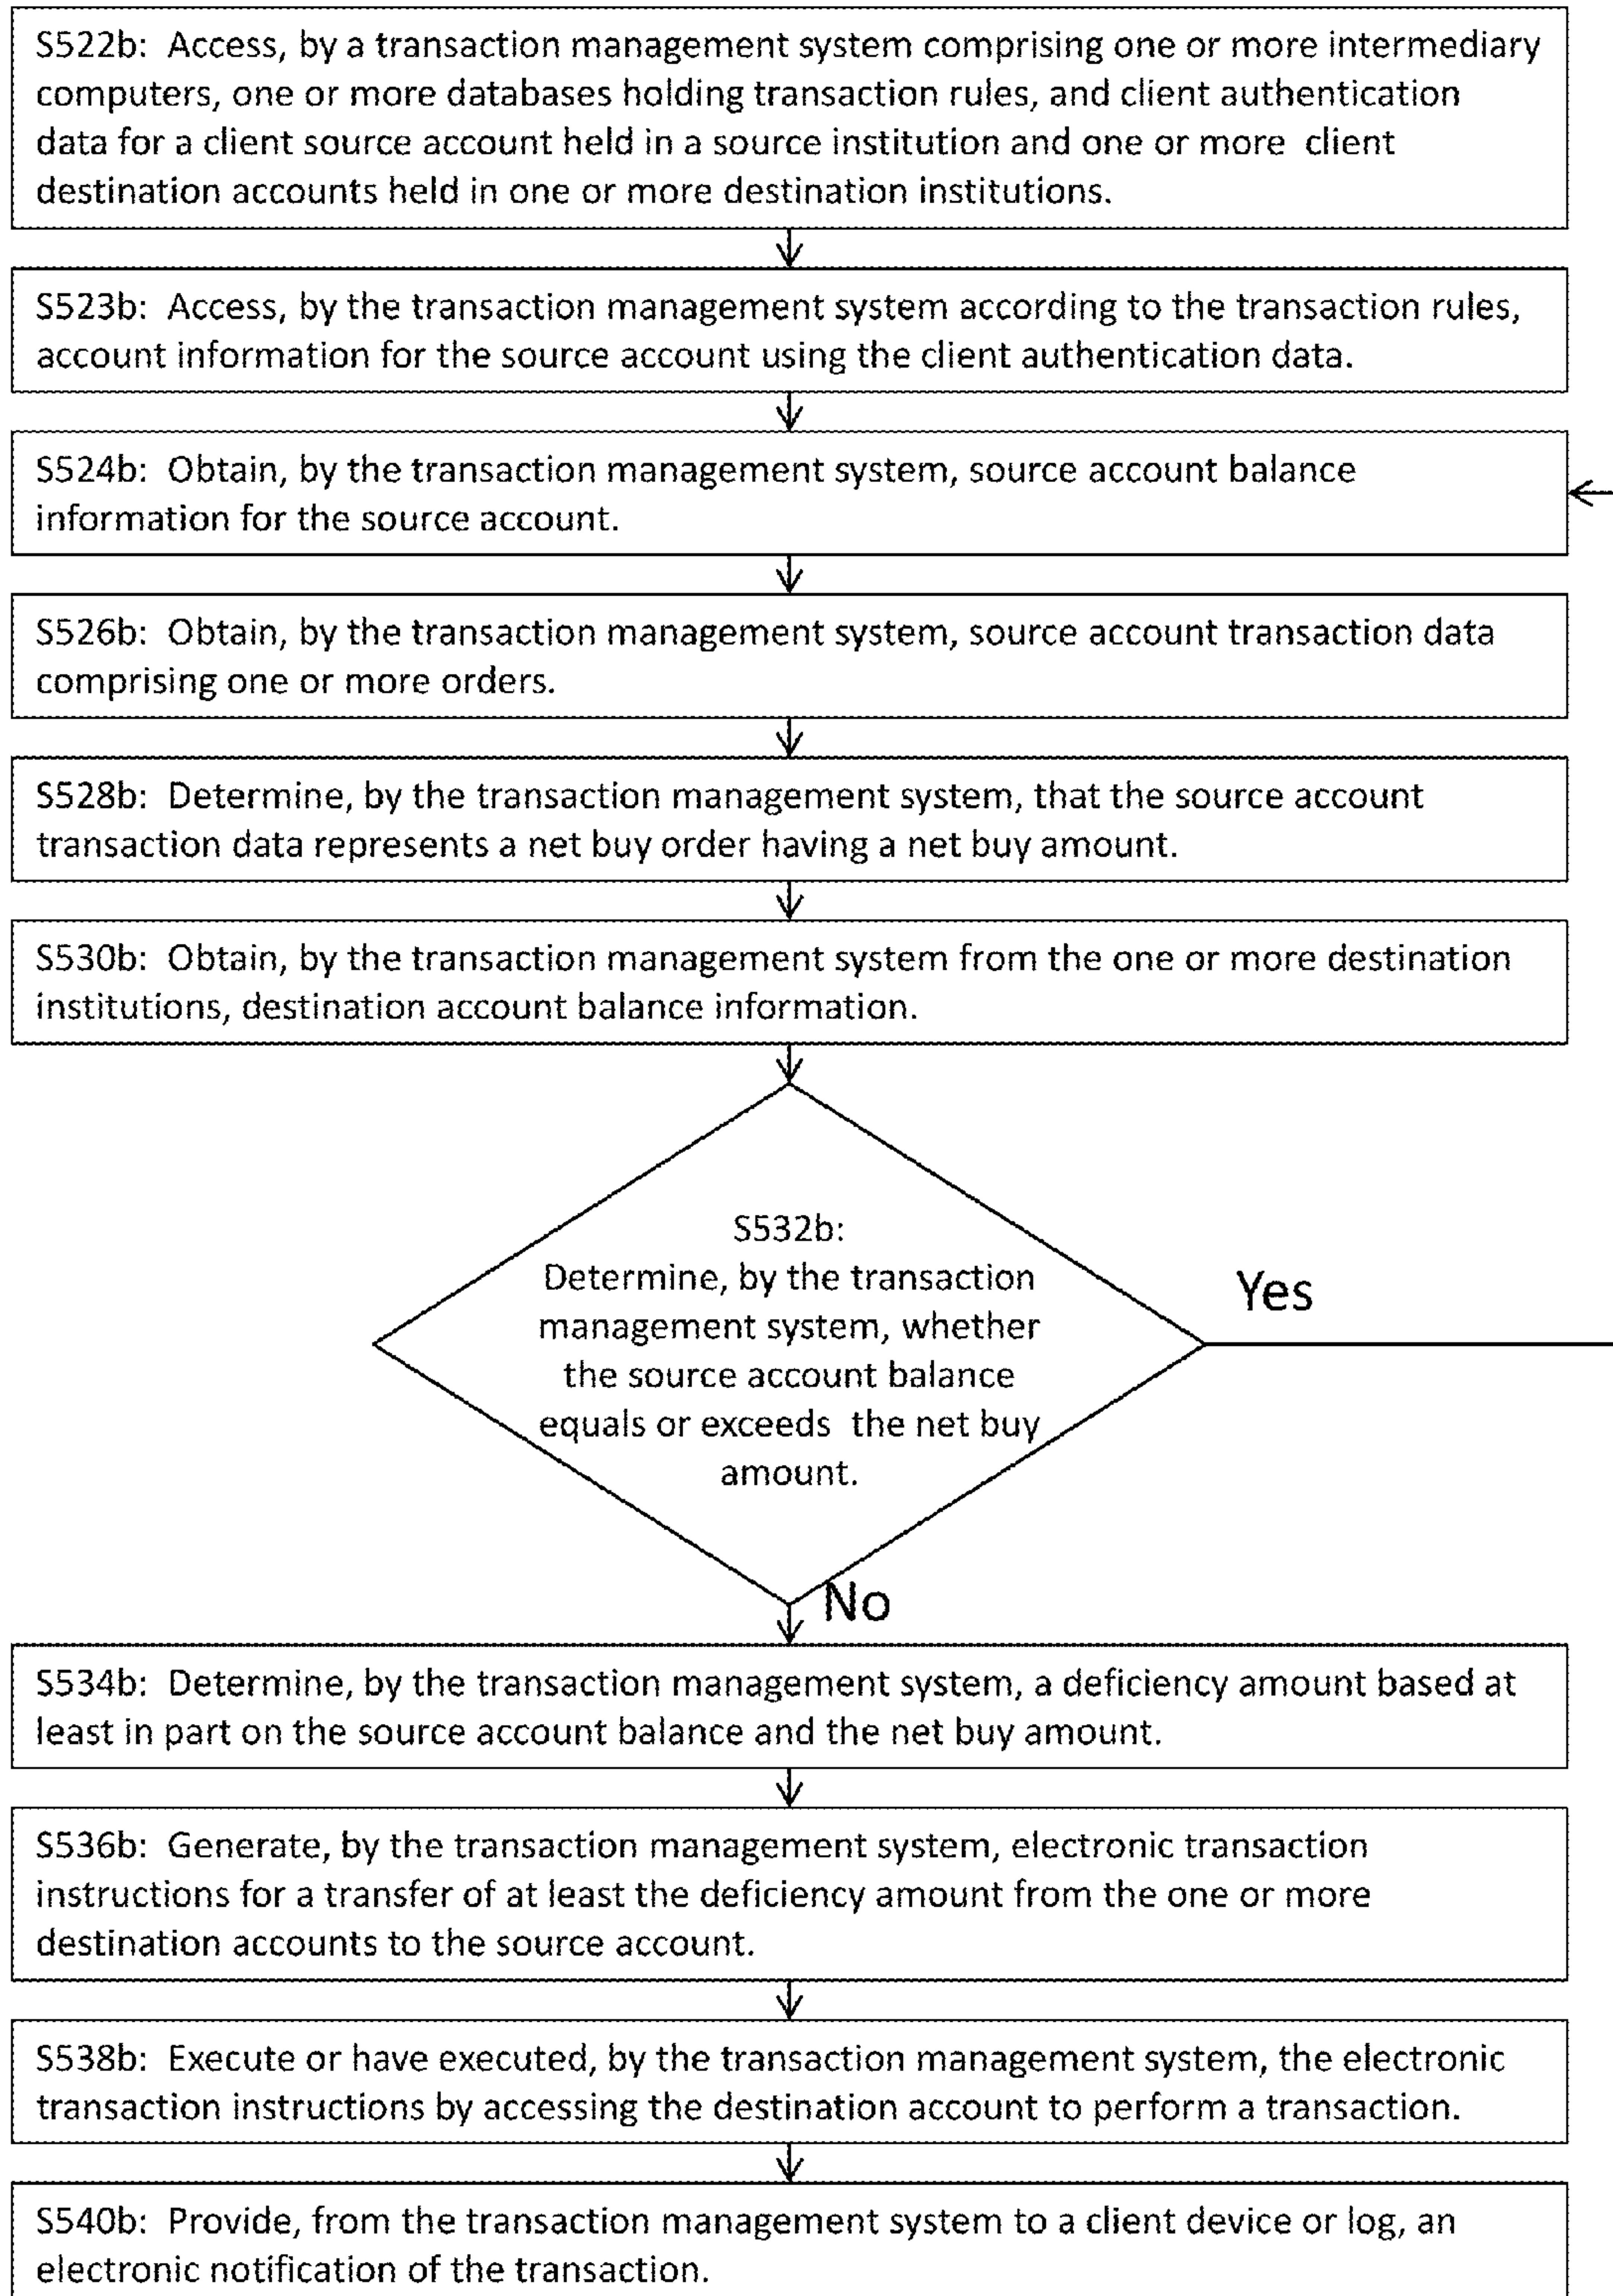 S522b: Access, by a transaction management system comprising one or more intermediary
computers, one or more databases holding transaction rules, and client authentication
data for a client source account held in a source institution and one or more client
destination accounts held in one or more destination institutions.
S523b: Access, by the transaction management system according to the transaction rules,
account information for the source account using the client authentication data.
S524b: Obtain, by the transaction management system, source account balance
information for the source account.
S526b: Obtain, by the transaction management system, source account transaction data
comprising one or more orders.
S528b: Determine, by the transaction management system, that the source account
transaction data represents a net buy order having a net buy amount.
S530b: Obtain, by the transaction management system from the one or more destination
institutions, destination account balance information.
S532b:
Determine, by the transaction
management system, whether
the source account balance
equals or exceeds the net buy
amount.
Yes
No
S534b: Determine, by the transaction management system, a deficiency amount based at
least in part on the source account balance and the net buy amount.
S536b: Generate, by the transaction management system, electronic transaction
instructions for a transfer of at least the deficiency amount from the one or more
destination accounts to the source account.
S538b: Execute or have executed, by the transaction management system, the electronic
transaction instructions by accessing the destination account to perform a transaction.
S540b: Provide, from the transaction management system to a client device or log, an
electronic notification of the transaction.